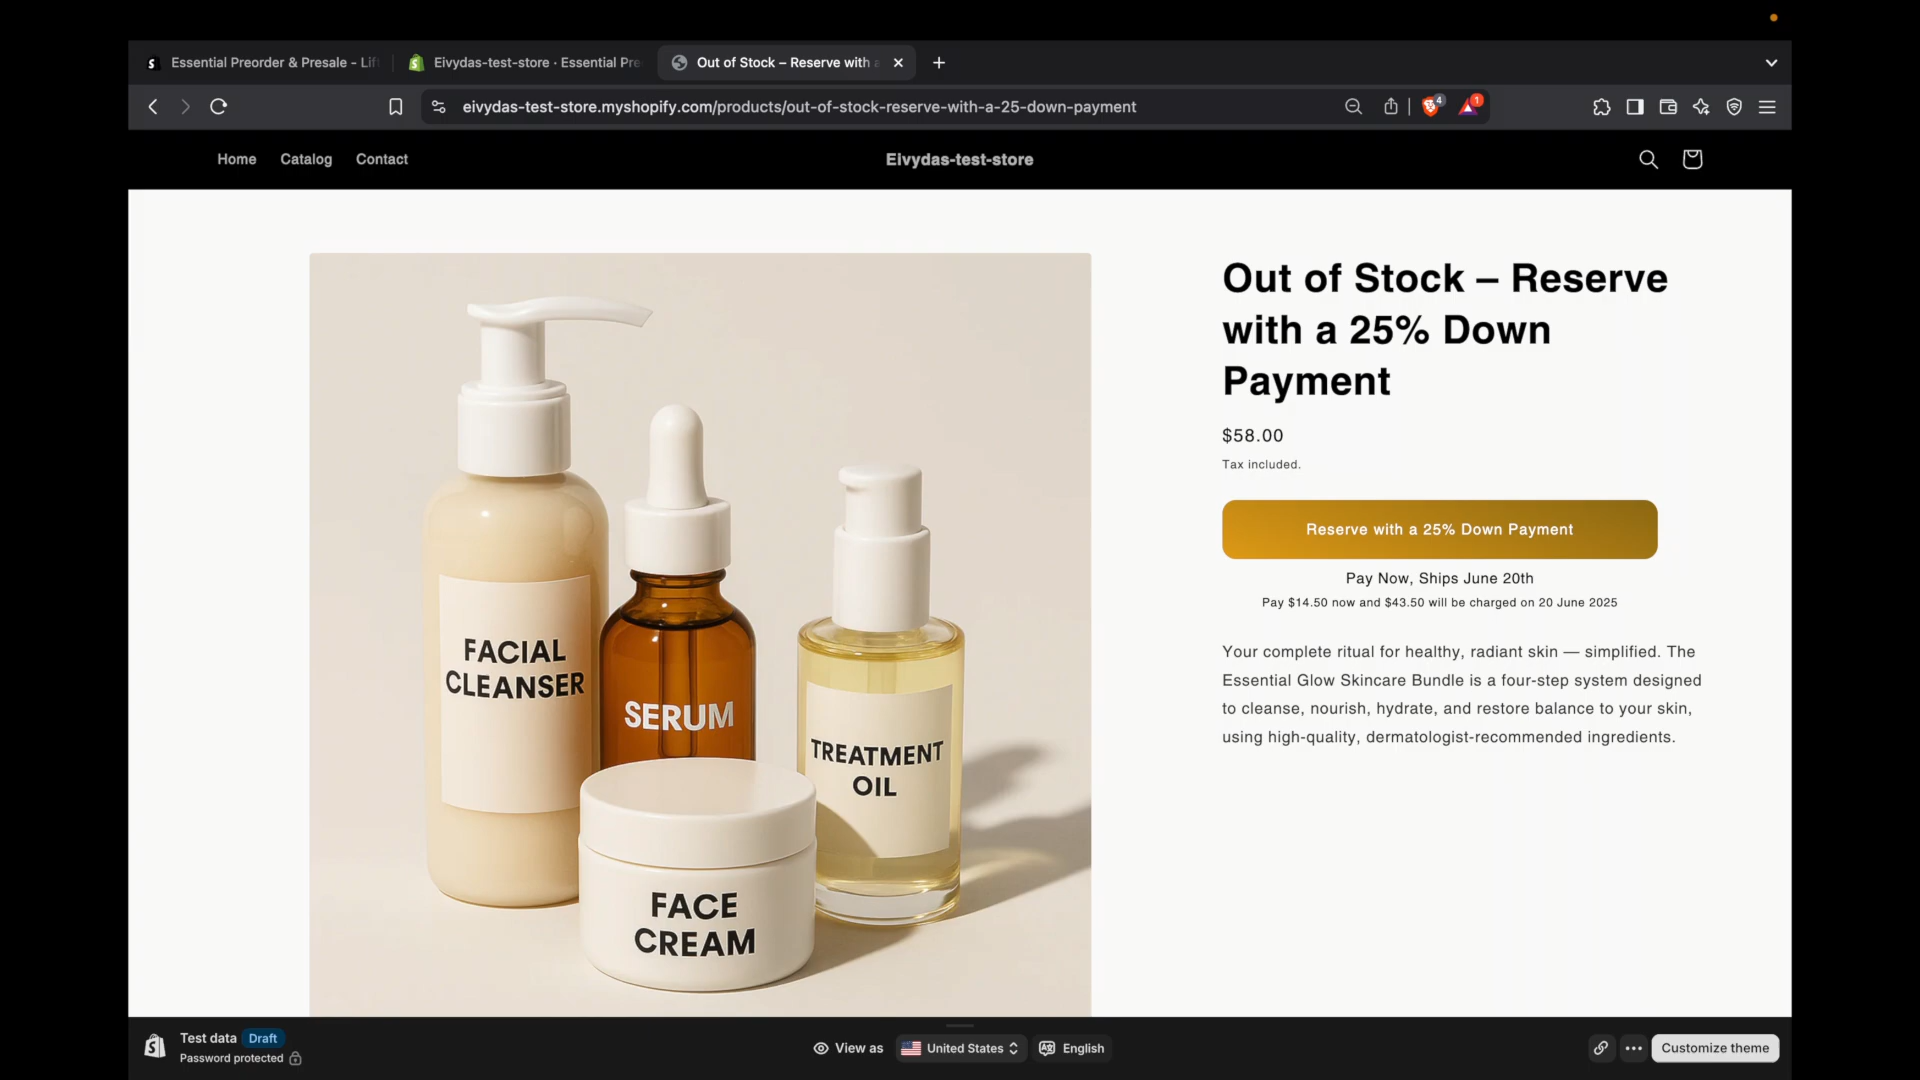 Essential Preorder & Presale - Lif
Eivydas-test-store · Essential Pre
Out of Stock – Reserve with a
eivydas-test-store.myshopify.com/products/out-of-stock-reserve-with-a-25-down-payment
4
1
Home
Catalog
Contact
Eivydas-test-store
Out of Stock – Reserve
with a 25% Down
Payment
$58.00
Tax included.
Reserve with a 25% Down Payment
Pay Now, Ships June 20th
Pay $14.50 now and $43.50 will be charged on 20 June 2025
Your complete ritual for healthy, radiant skin — simplified. The
Essential Glow Skincare Bundle is a four-step system designed
to cleanse, nourish, hydrate, and restore balance to your skin,
using high-quality, dermatologist-recommended ingredients.
FACIAL
CLEANSER
SERUM
TREATMENT
OIL
FACE
CREAM
Test data
Draft
Password protected
View as
United States
English
Customize theme